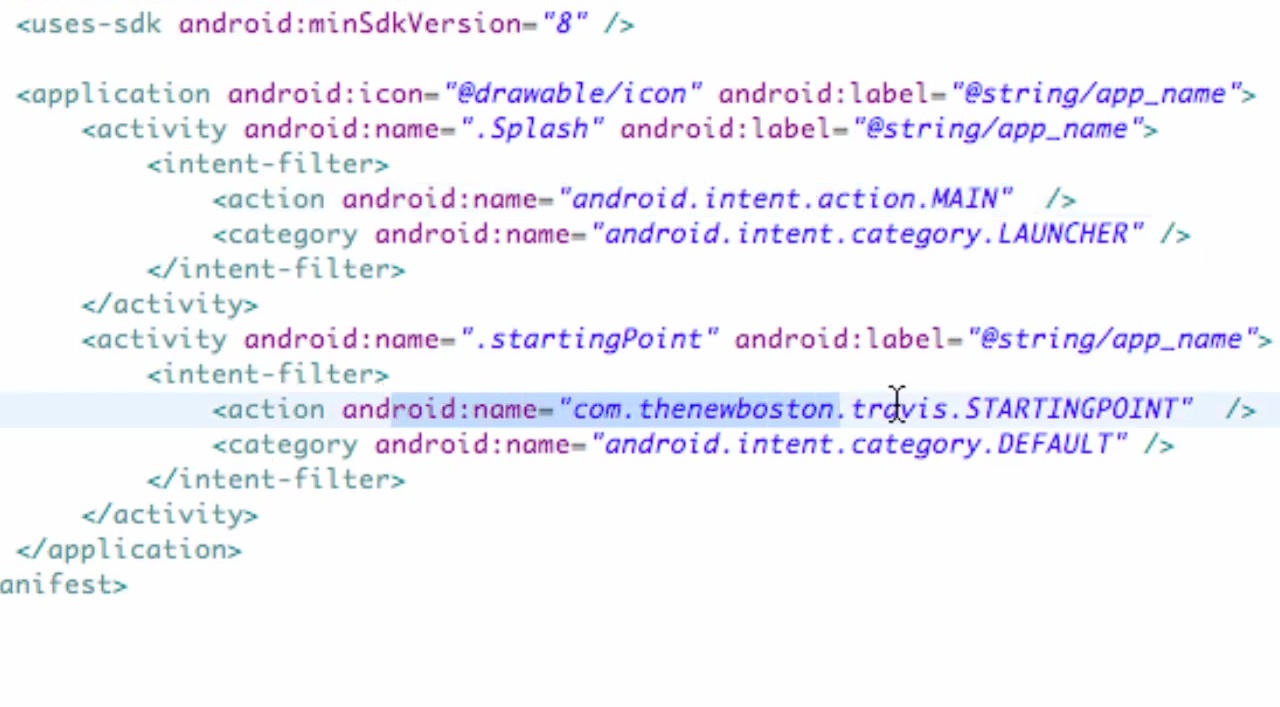 <uses-sdk android:minSdkVersion="8" />
<application android:icon="@drawable/icon" android:label="@string/app_name">
<activity android:name=".Splash" android:label="@string/app_name">
<intent-filter>
<action android:name="android.intent.action.MAIN"  />
<category android:name="android.intent.category.LAUNCHER" />
</intent-filter>
</activity>
<activity android:name=".startingPoint" android:label="@string/app_name">
<intent-filter>
<action android:name="com.thenewboston.travis.STARTINGPOINT"  />
<category android:name="android.intent.category.DEFAULT" />
</intent-filter>
</activity>
</application>
anifest>